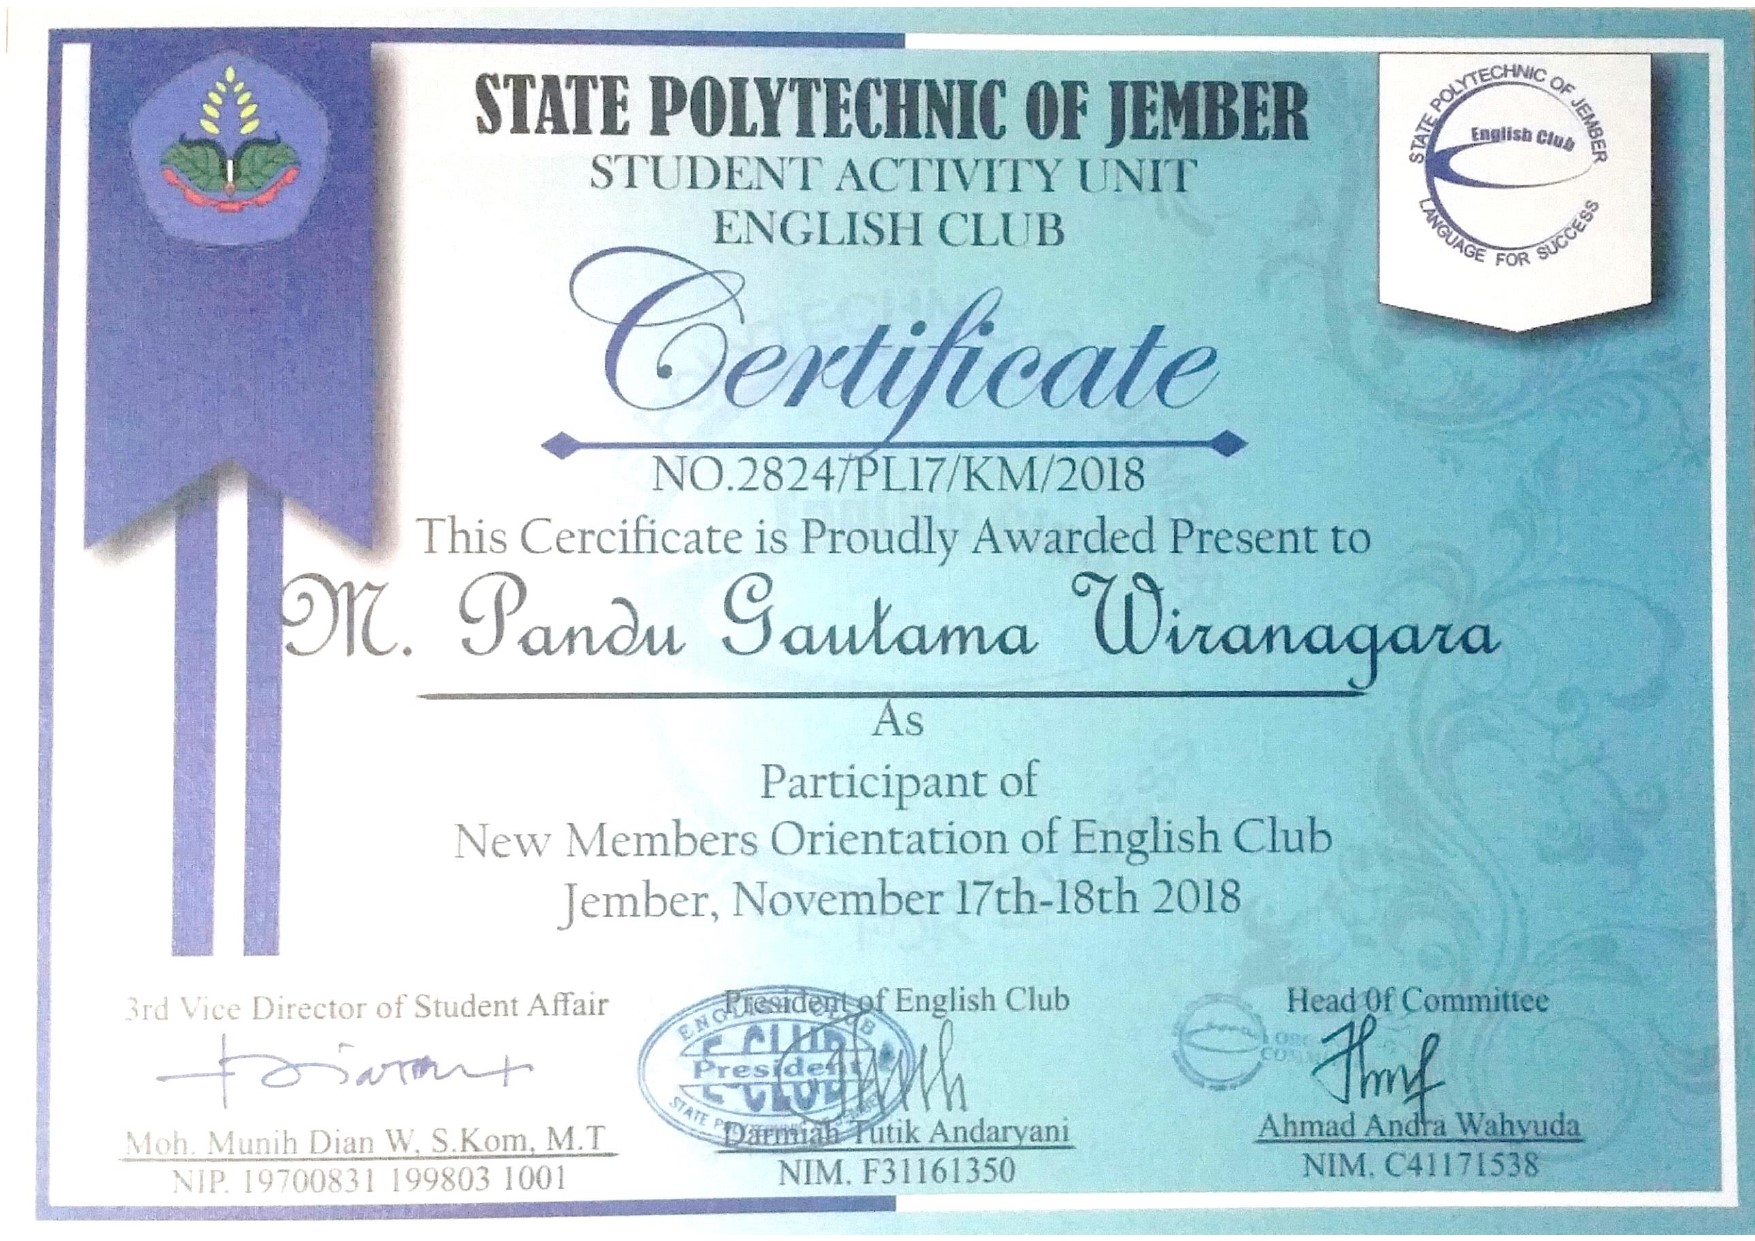 STATE POLYTECHNIC OF JEMBER
STUDENT ACTIVITY UNIT
ENGLISH CLUB
STATE POLYTECHNIC OF JEMBER
English Club
LANGUAGE FOR SUCCESS
Certificate
NO.2824/PL17/KM/2018
This Cercificate is Proudly Awarded Present to
M. Pandu Gautama Wiranagara
As
Participant of
New Members Orientation of English Club
Jember, November 17th-18th 2018
3rd Vice Director of Student Affair
Moh. Munih Dian W, S.Kom, M.T
NIP. 19700831 199803 1001
President of English Club
ENGLISH CLUB
E-CLUB
President
E-CLUB
Darmiah Tutik Andaryani
NIM. F31161350
Head Of Committee
Ahmad Andra Wahyuda
NIM. C41171538